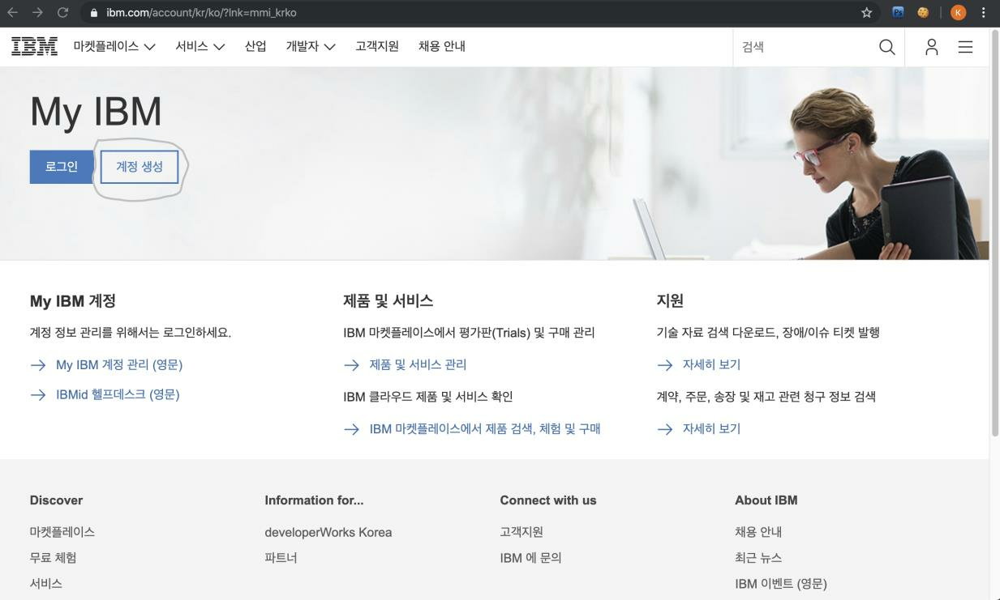 ibm.com/account/kr/ko/?lnk=mmi_krko
Ps
K
IBM 마켓플레이스 서비스 산업 개발자 고객지원 채용 안내 검색
My IBM
로그인 계정 생성
My IBM 계정
계정 정보 관리를 위해서는 로그인하세요.
My IBM 계정 관리 (영문)
IBMid 헬프데스크 (영문)
제품 및 서비스
IBM 마켓플레이스에서 평가판(Trials) 및 구매 관리
제품 및 서비스 관리
IBM 클라우드 제품 및 서비스 확인
IBM 마켓플레이스에서 제품 검색, 체험 및 구매
지원
기술 자료 검색 다운로드, 장애/이슈 티켓 발행
자세히 보기
계약, 주문, 송장 및 재고 관련 청구 정보 검색
자세히 보기
Discover
마켓플레이스
무료 체험
서비스
Information for...
developerWorks Korea
파트너
Connect with us
고객지원
IBM 에 문의
About IBM
채용 안내
최근 뉴스
IBM 이벤트 (영문)